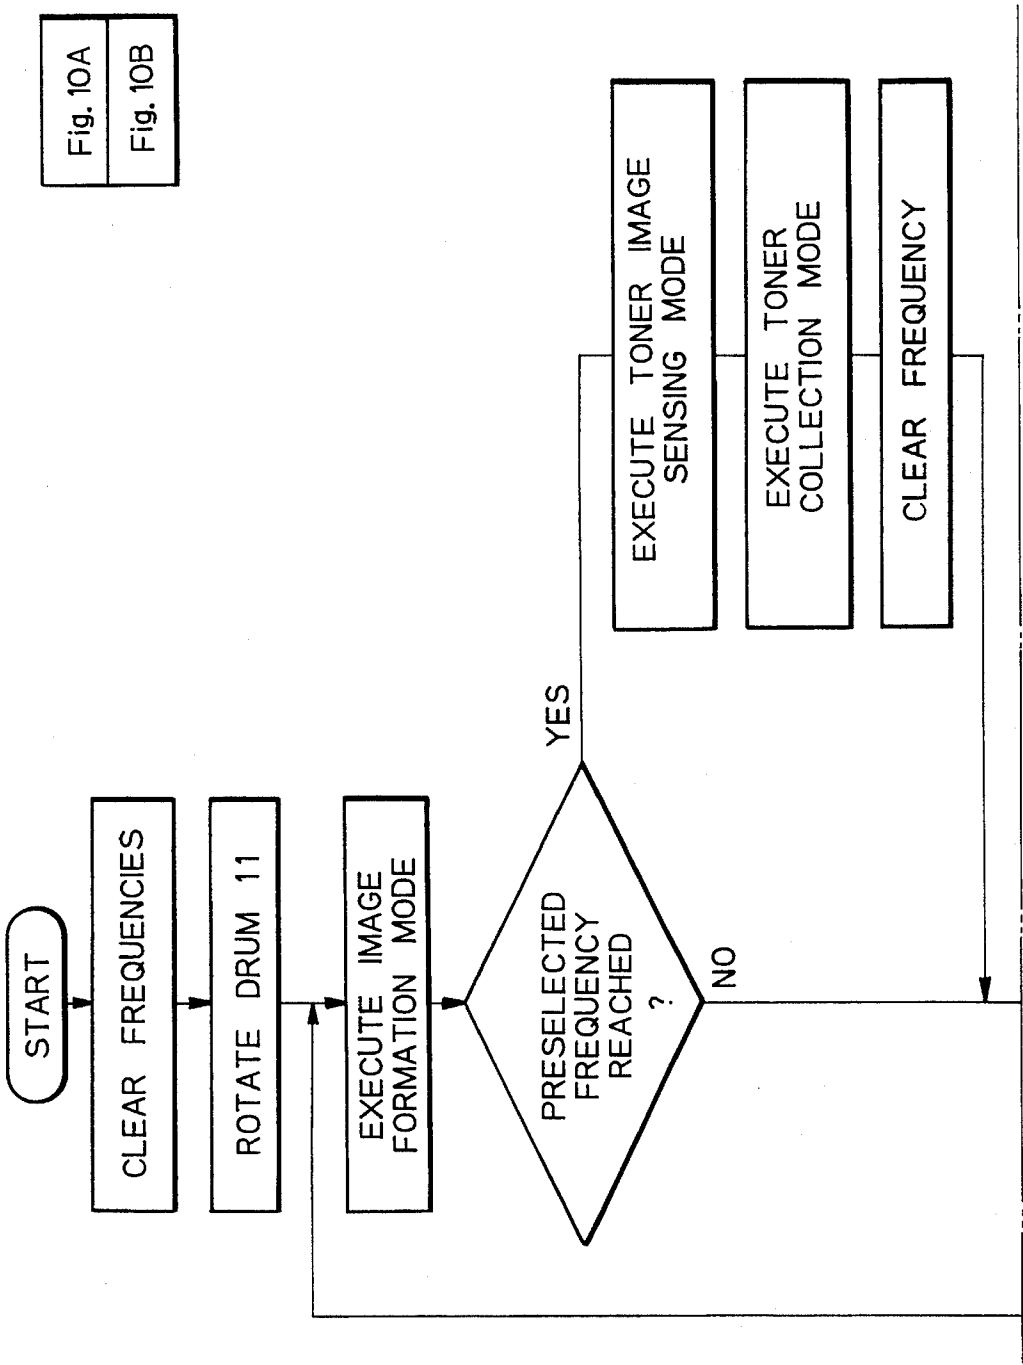 Fig. 10A
Fig. 10B
START
CLEAR FREQUENCIES
ROTATE DRUM 11
EXECUTE IMAGE
FORMATION MODE
PRESELECTED
FREQUENCY
REACHED
?
YES
NO
EXECUTE TONER IMAGE
SENSING MODE
EXECUTE TONER
COLLECTION MODE
CLEAR FREQUENCY